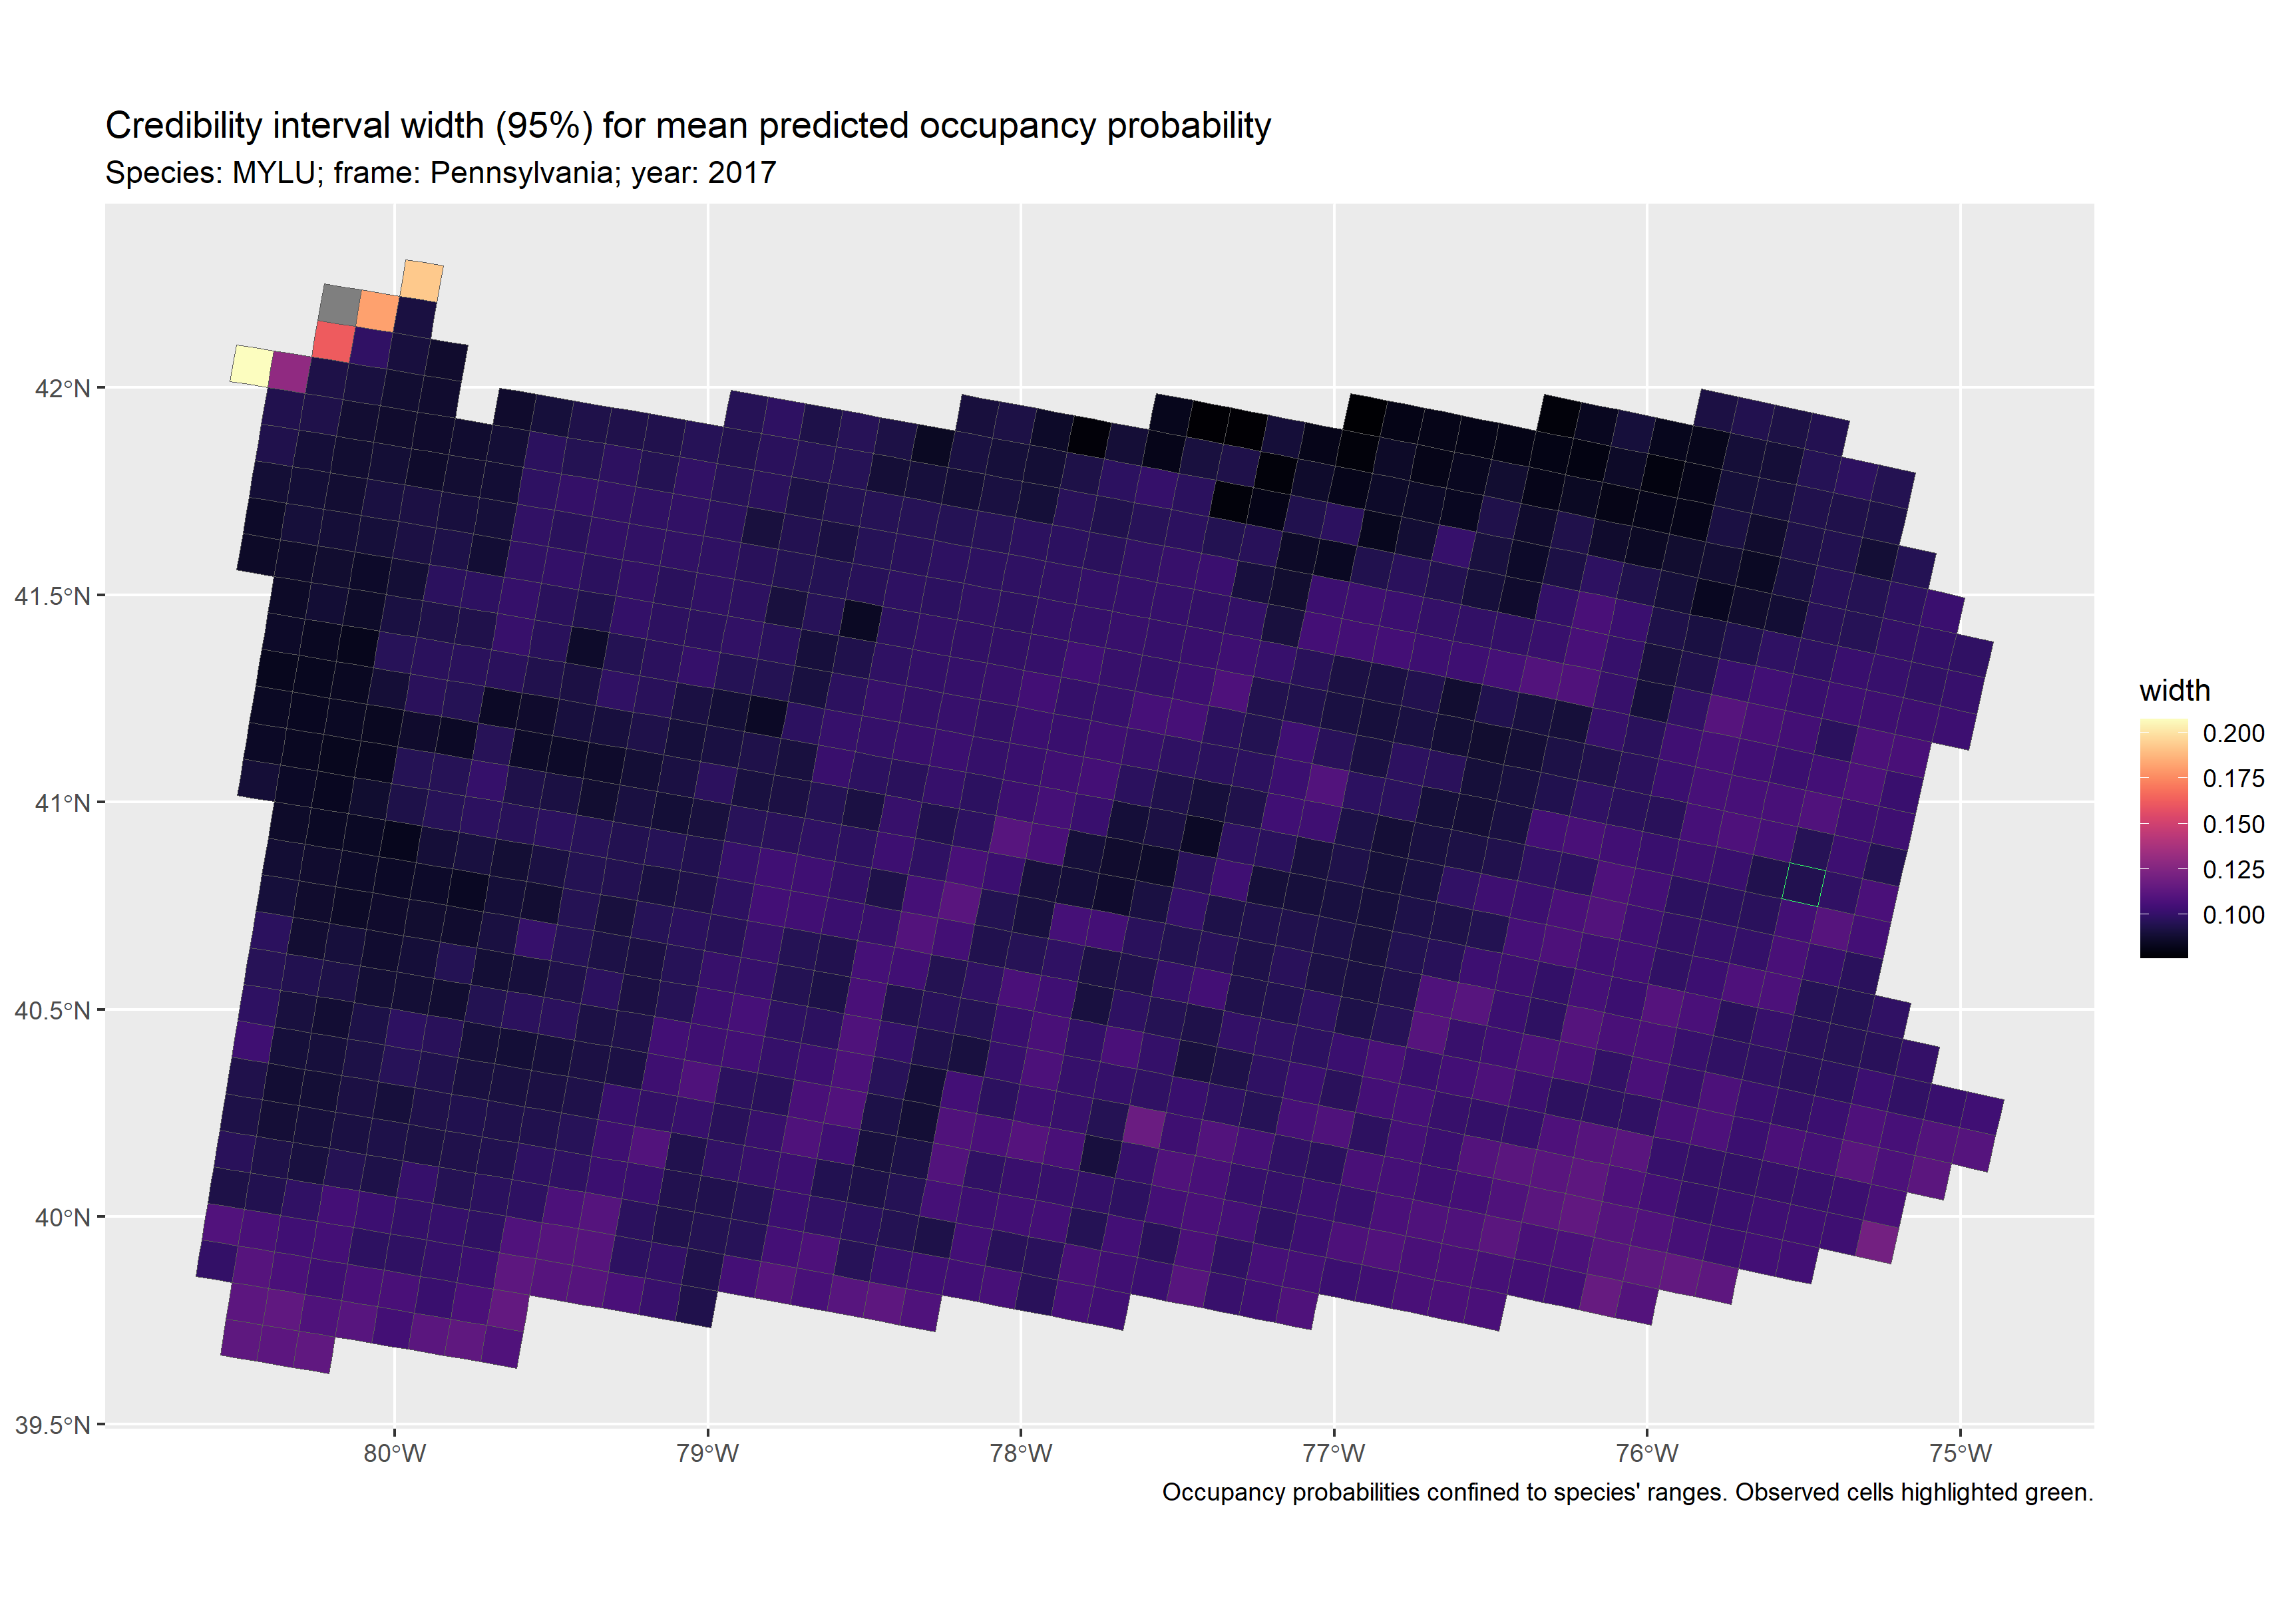 Credibility interval width (95%) for mean predicted occupancy probability
Species: MYLU; frame: Pennsylvania; year: 2017
42°N
41.5°N
41°N
40.5°N
40°N
39.5°N
80°W
79°W
78°W
77°W
76°W
75°W
width
0.200
0.175
0.150
0.125
0.100
Occupancy probabilities confined to species' ranges. Observed cells highlighted green.